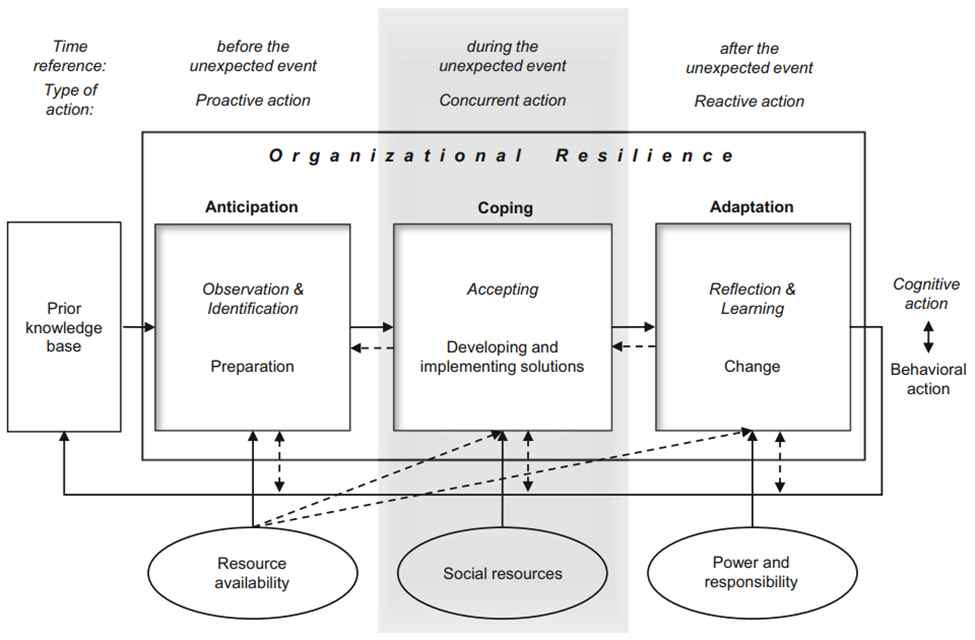 Time
reference:
before the
unexpected event
during the
unexpected event
after the
unexpected event
Type of
action:
Proactive action
Concurrent action
Reactive action
Organizational Resilience
Anticipation
Coping
Adaptation
Prior
knowledge
base
Observation &
Identification
Preparation
Accepting
Developing and
implementing solutions
Reflection &
Learning
Change
Cognitive
action
Behavioral
action
Resource
availability
Social resources
Power and
responsibility